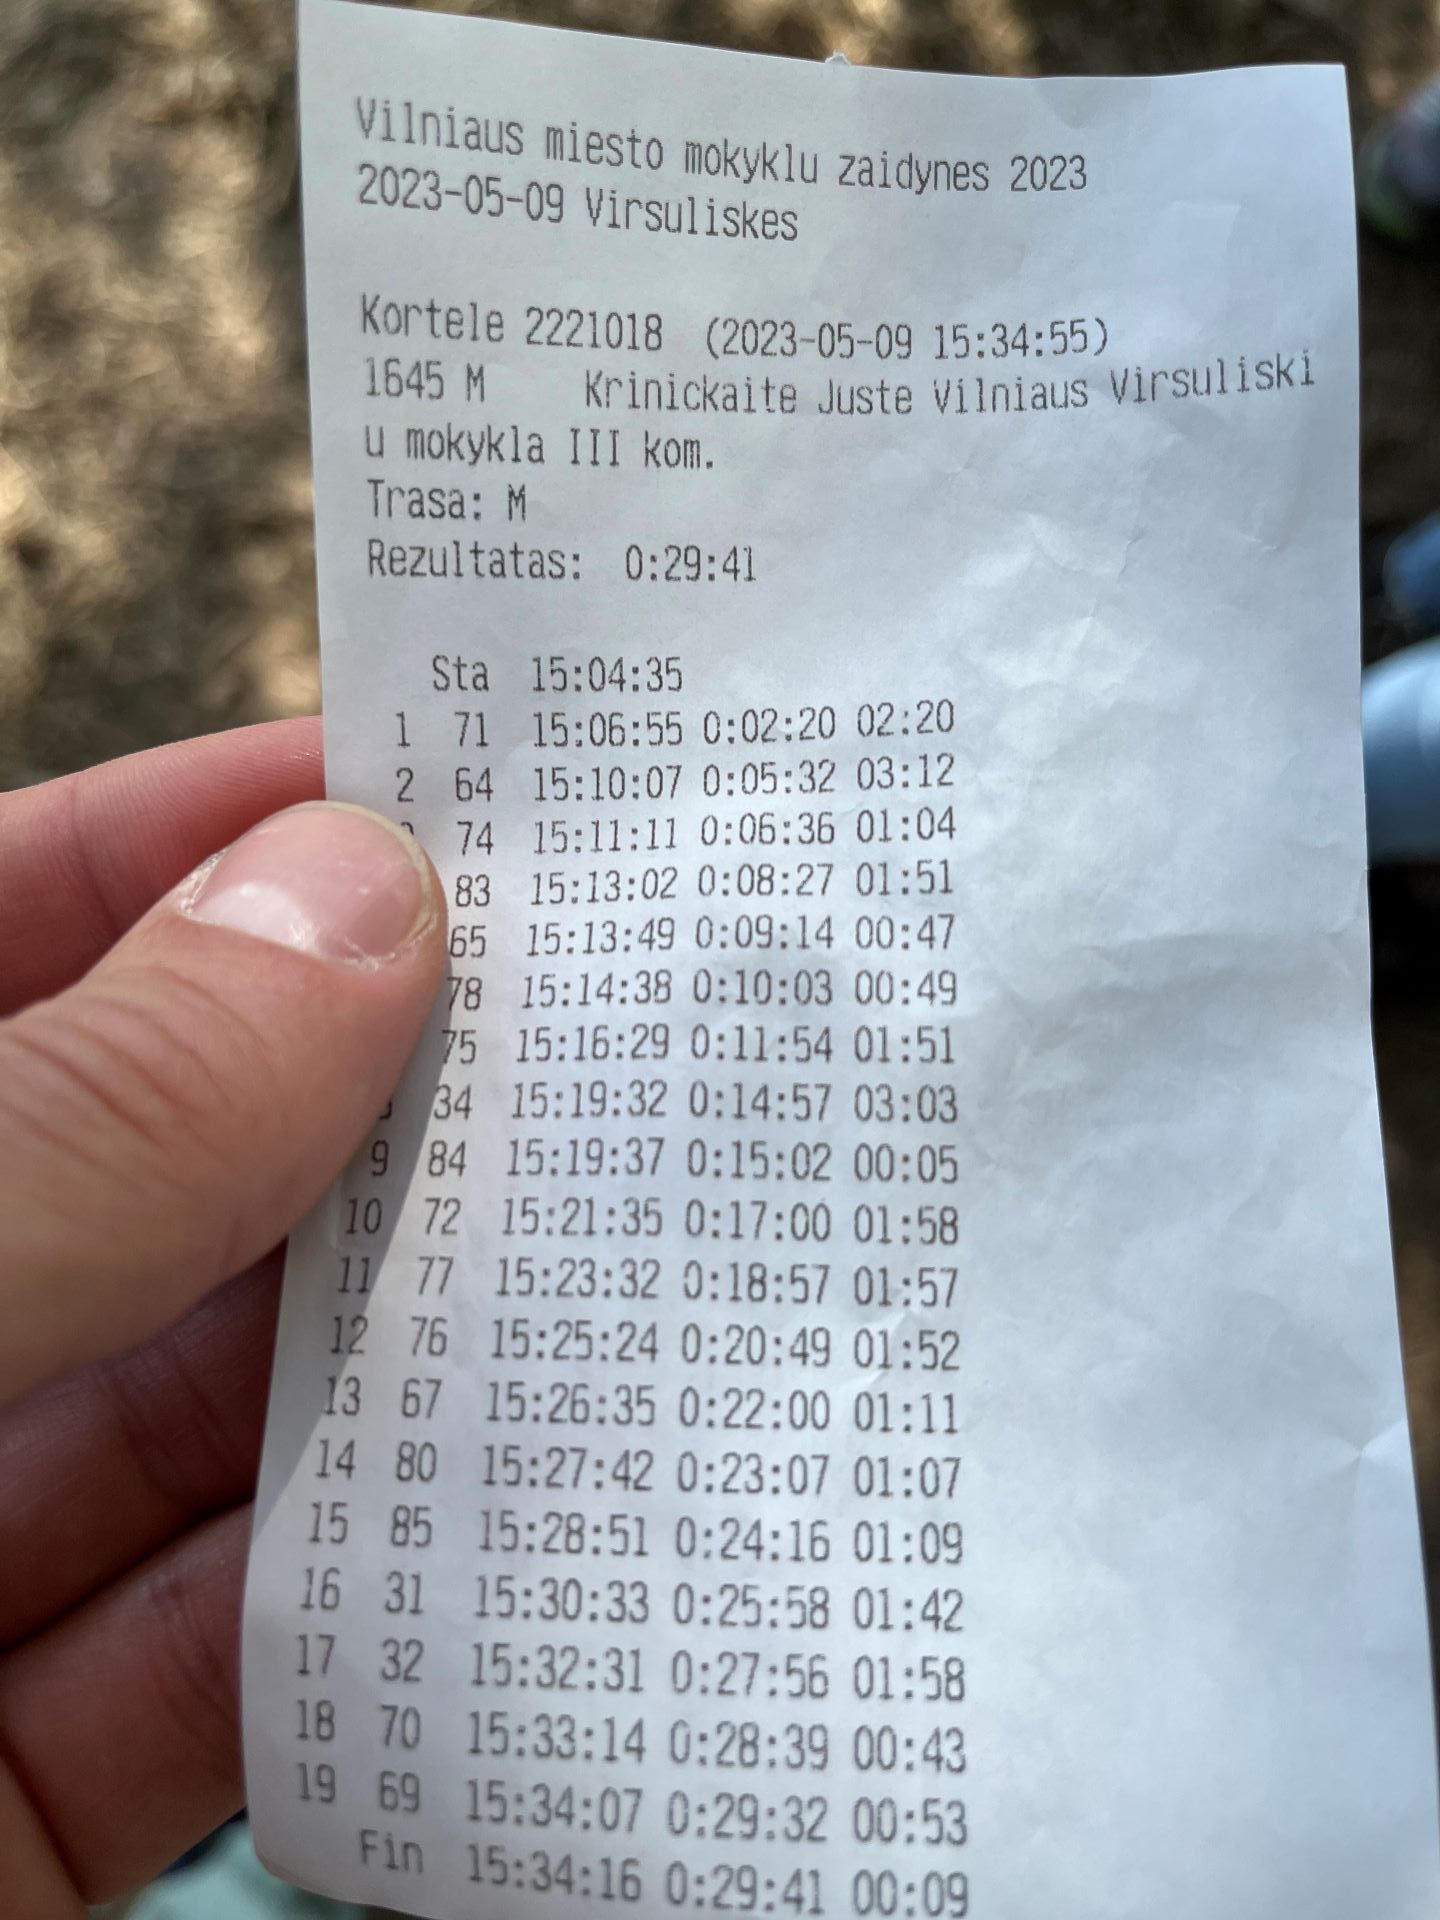 Vilniaus miesto mokyklu zaidynes 2023
2023-05-09 Virsuliskes
Kortele 2221018 (2023-05-09 15:34:55)
1645 M Krinickaite Juste Vilniaus Virsuliski
u mokykla III kom.
Trasa: M
Rezultatas: 0:29:41
Sta 15:04:35
1 71 15:06:55 0:02:20 02:20
2 64 15:10:07 0:05:32 03:12
74 15:11:11 0:06:36 01:04
83 15:13:02 0:08:27 01:51
65 15:13:49 0:09:14 00:47
78 15:14:38 0:10:03 00:49
75 15:16:29 0:11:54 01:51
34 15:19:32 0:14:57 03:03
9 84 15:19:37 0:15:02 00:05
10 72 15:21:35 0:17:00 01:58
11 77 15:23:32 0:18:57 01:57
12 76 15:25:24 0:20:49 01:52
13 67 15:26:35 0:22:00 01:11
14 80 15:27:42 0:23:07 01:07
15 85 15:28:51 0:24:16 01:09
16 31 15:30:33 0:25:58 01:42
17 32 15:32:31 0:27:56 01:58
18 70 15:33:14 0:28:39 00:43
19 69 15:34:07 0:29:32 00:53
Fin 15:34:16 0:29:41 00:09